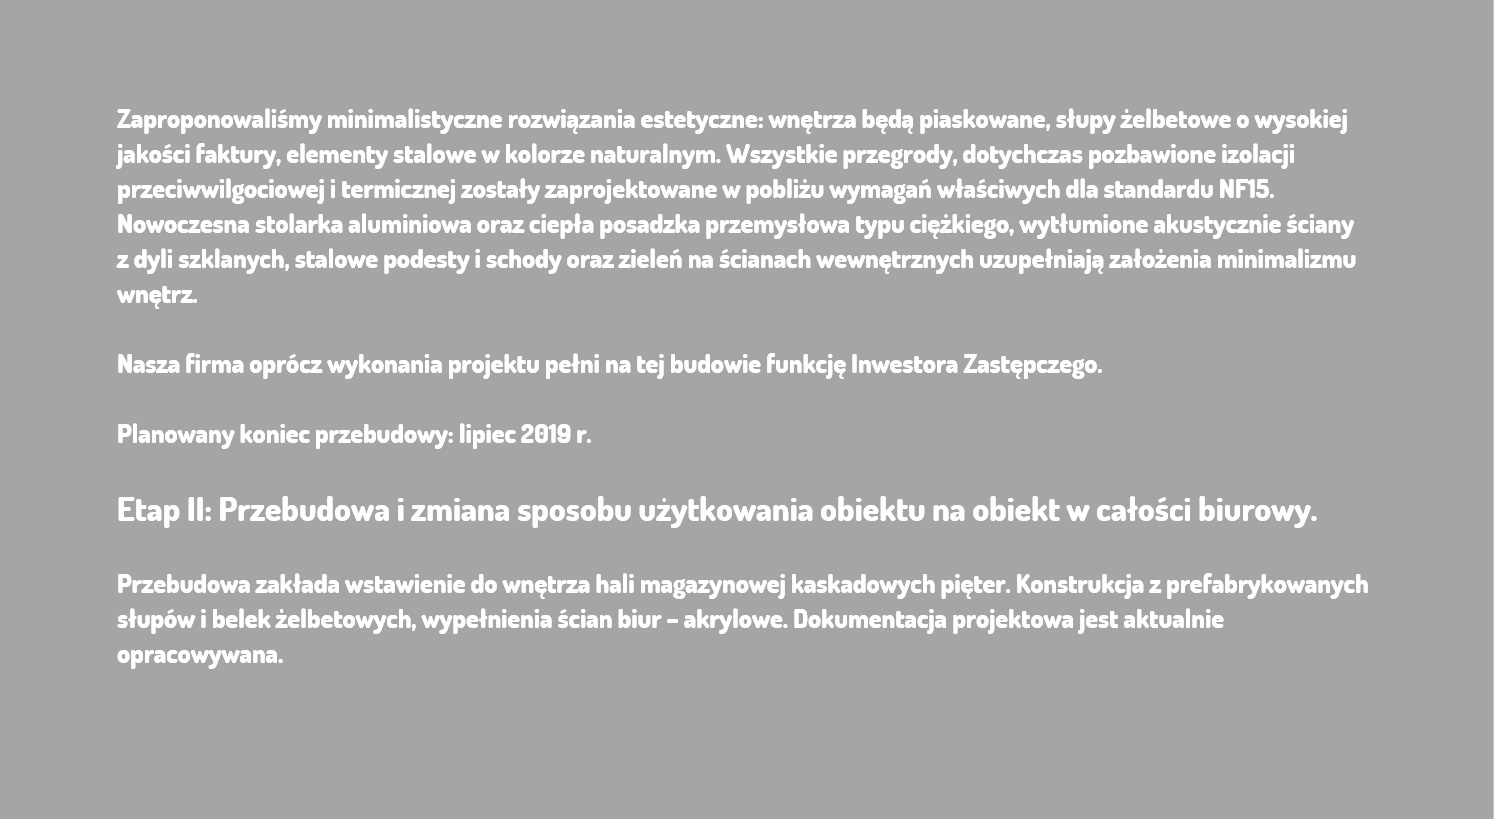 Zaproponowaliśmy minimalistyczne rozwiązania estetyczne: wnętrza będą piaskowane, słupy żelbetowe o wysokiej
jakości faktury, elementy stalowe w kolorze naturalnym. Wszystkie przegrody, dotychczas pozbawione izolacji
przeciwwilgociowej i termicznej zostały zaprojektowane w pobliżu wymagań właściwych dla standardu NF15.
Nowoczesna stolarka aluminiowa oraz ciepła posadzka przemysłowa typu ciężkiego, wytłumione akustycznie ściany
z dyli szklanych, stalowe podesty i schody oraz zieleń na ścianach wewnętrznych uzupełniają założenia minimalizmu
wnętrz.
Nasza firma oprócz wykonania projektu pełni na tej budowie funkcję Inwestora Zastępczego.
Planowany koniec przebudowy: lipiec 2019 r.
Etap II: Przebudowa i zmiana sposobu użytkowania obiektu na obiekt w całości biurowy.
Przebudowa zakłada wstawienie do wnętrza hali magazynowej kaskadowych pięter. Konstrukcja z prefabrykowanych
słupów i belek żelbetowych, wypełnienia ścian biur – akrylowe. Dokumentacja projektowa jest aktualnie
opracowywana.